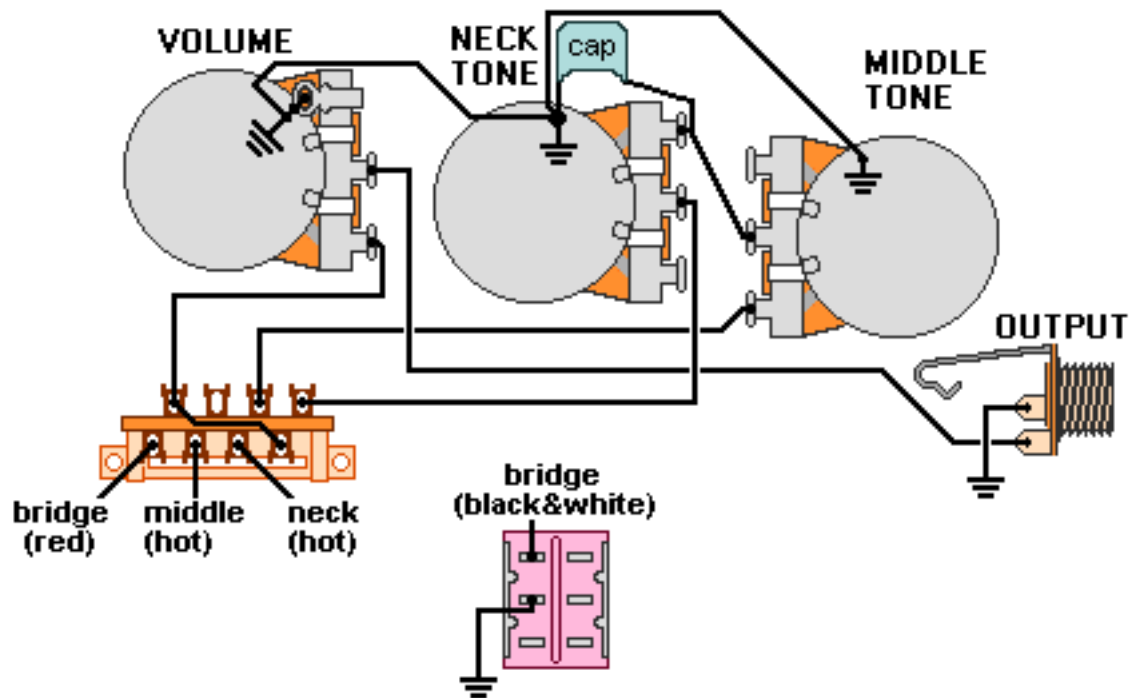 VOLUME
NECK
TONE
cap
MIDDLE
TONE
OUTPUT
bridge
(red)
middle
(hot)
neck
(hot)
bridge
(black&white)